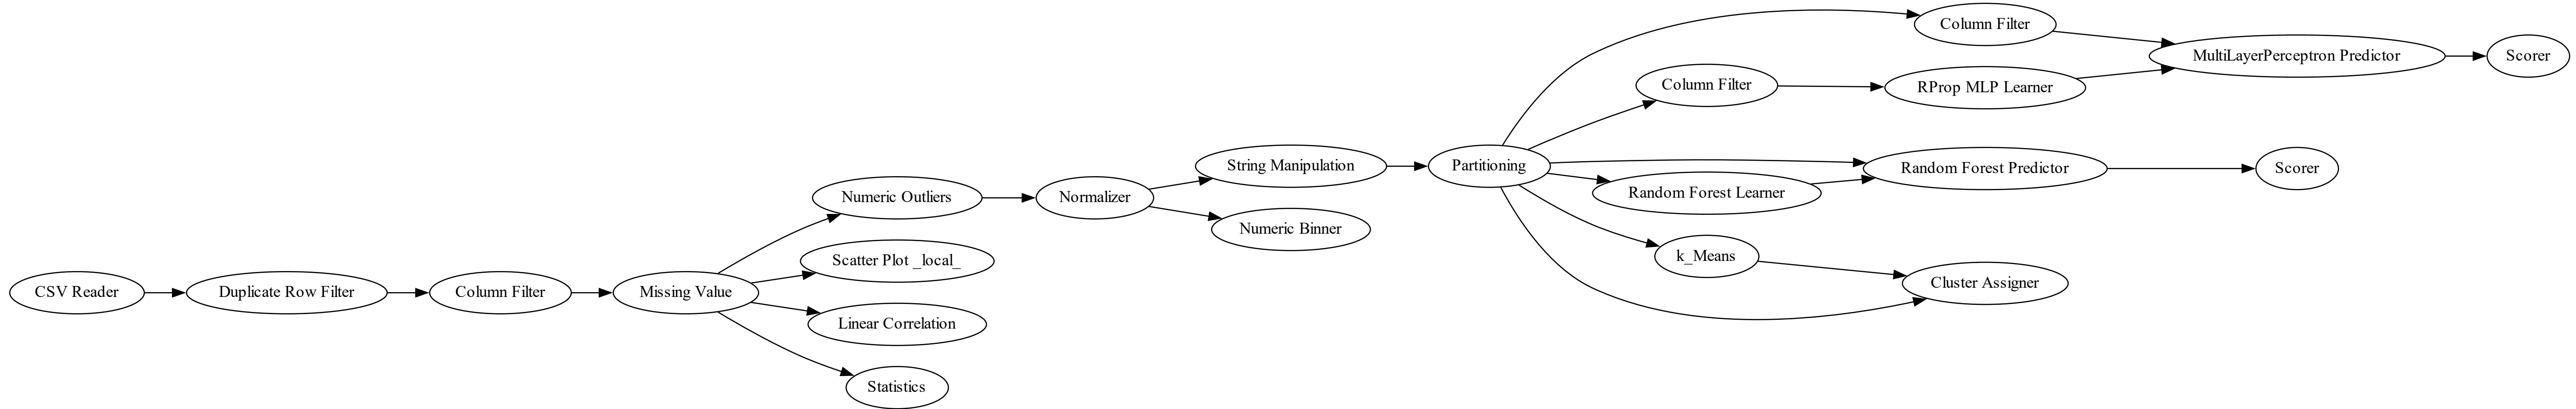 CSV Reader
Duplicate Row Filter
Column Filter
Missing Value
Numeric Outliers
Scatter Plot _local_
Linear Correlation
Statistics
Normalizer
String Manipulation
Numeric Binner
Partitioning
Column Filter
Column Filter
RProp MLP Learner
MultiLayerPerceptron Predictor
Scorer
Random Forest Learner
Random Forest Predictor
Scorer
k_Means
Cluster Assigner